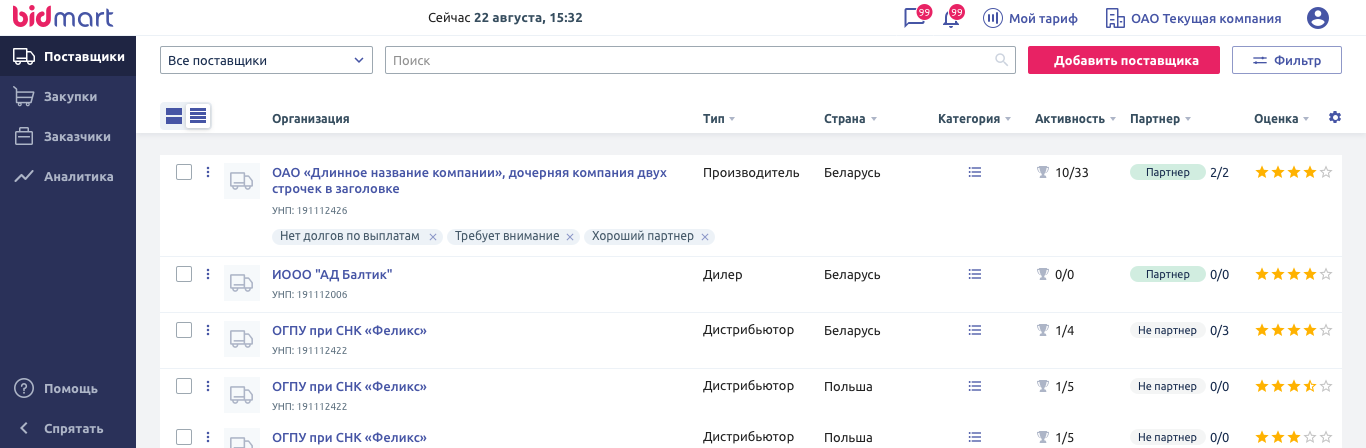 bidmart
Сейчас 22 августа, 15:32
99
99
Мой тариф
ОАО Текущая компания
Поставщики
Закупки
Заказчики
Аналитика
Помощь
Спрятать
Все поставщики
Поиск
Добавить поставщика
Фильтр
Организация Тип Страна Категория Активность Партнер Оценка
ОАО «Длинное название компании», дочерняя компания двух Производитель Беларусь 10/33 Партнер 2/2
строчек в заголовке
УНП: 191112426
Нет долгов по выплатам Требует внимание Хороший партнер
ИООО "АД Балтик" Дилер Беларусь 0/0 Партнер 0/0
УНП: 191112006
ОГПУ при СНК «Феликс» Дистрибьютор Беларусь 1/4 Не партнер 0/3
УНП: 191112422
ОГПУ при СНК «Феликс» Дистрибьютор Польша 1/5 Не партнер 0/0
УНП: 191112422
ОГПУ при СНК «Феликс» Дистрибьютор Польша 1/5 Не партнер 0/0